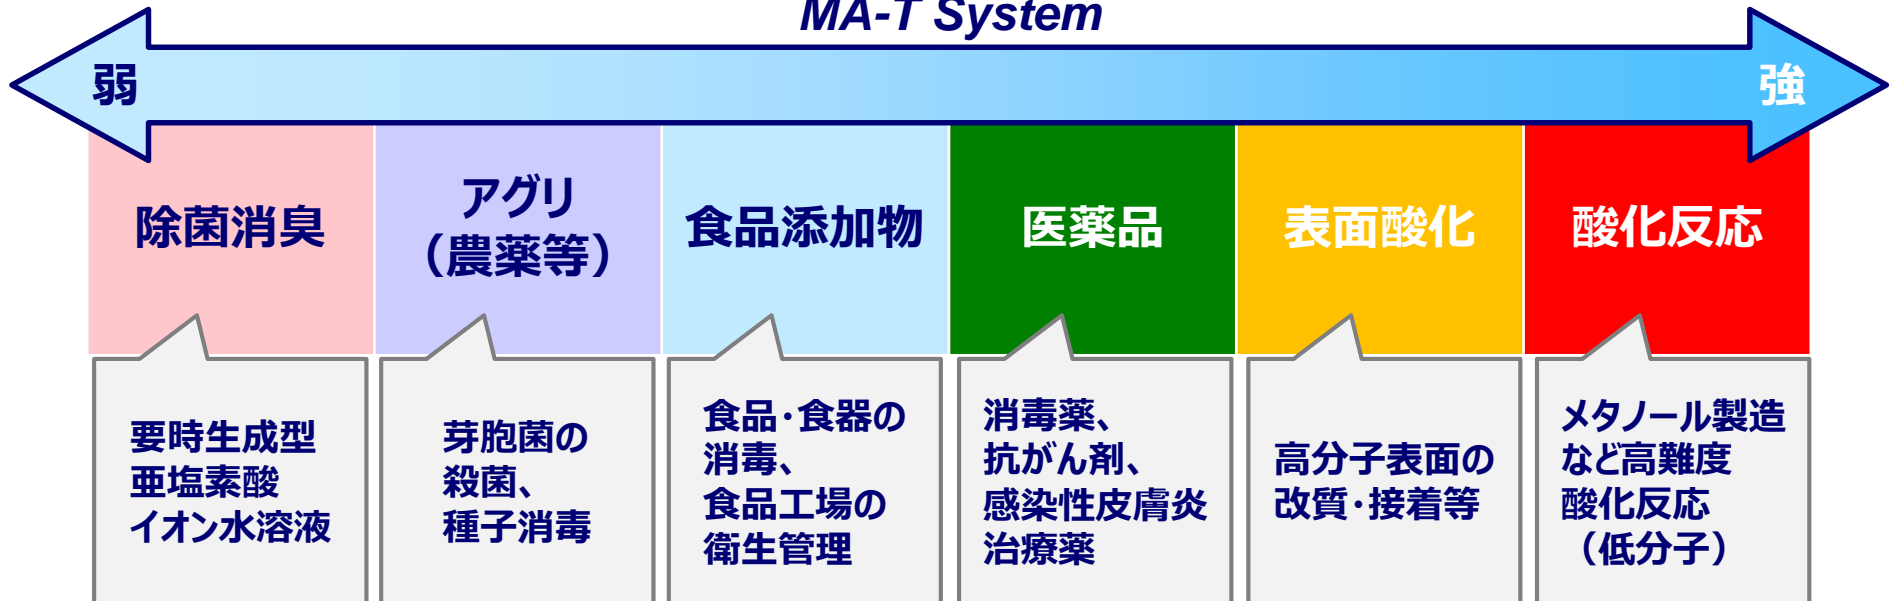 MA-T System
弱
強
除菌消臭
アグリ
（農薬等）
食品添加物
医薬品
表面酸化
酸化反応
要時生成型
亜塩素酸
イオン水溶液
芽胞菌の
殺菌、
種子消毒
食品・食器の
消毒、
食品工場の
衛生管理
消毒薬、
抗がん剤、
感染性皮膚炎
治療薬
高分子表面の
改質・接着等
メタノール製造
など高難度
酸化反応
（低分子）